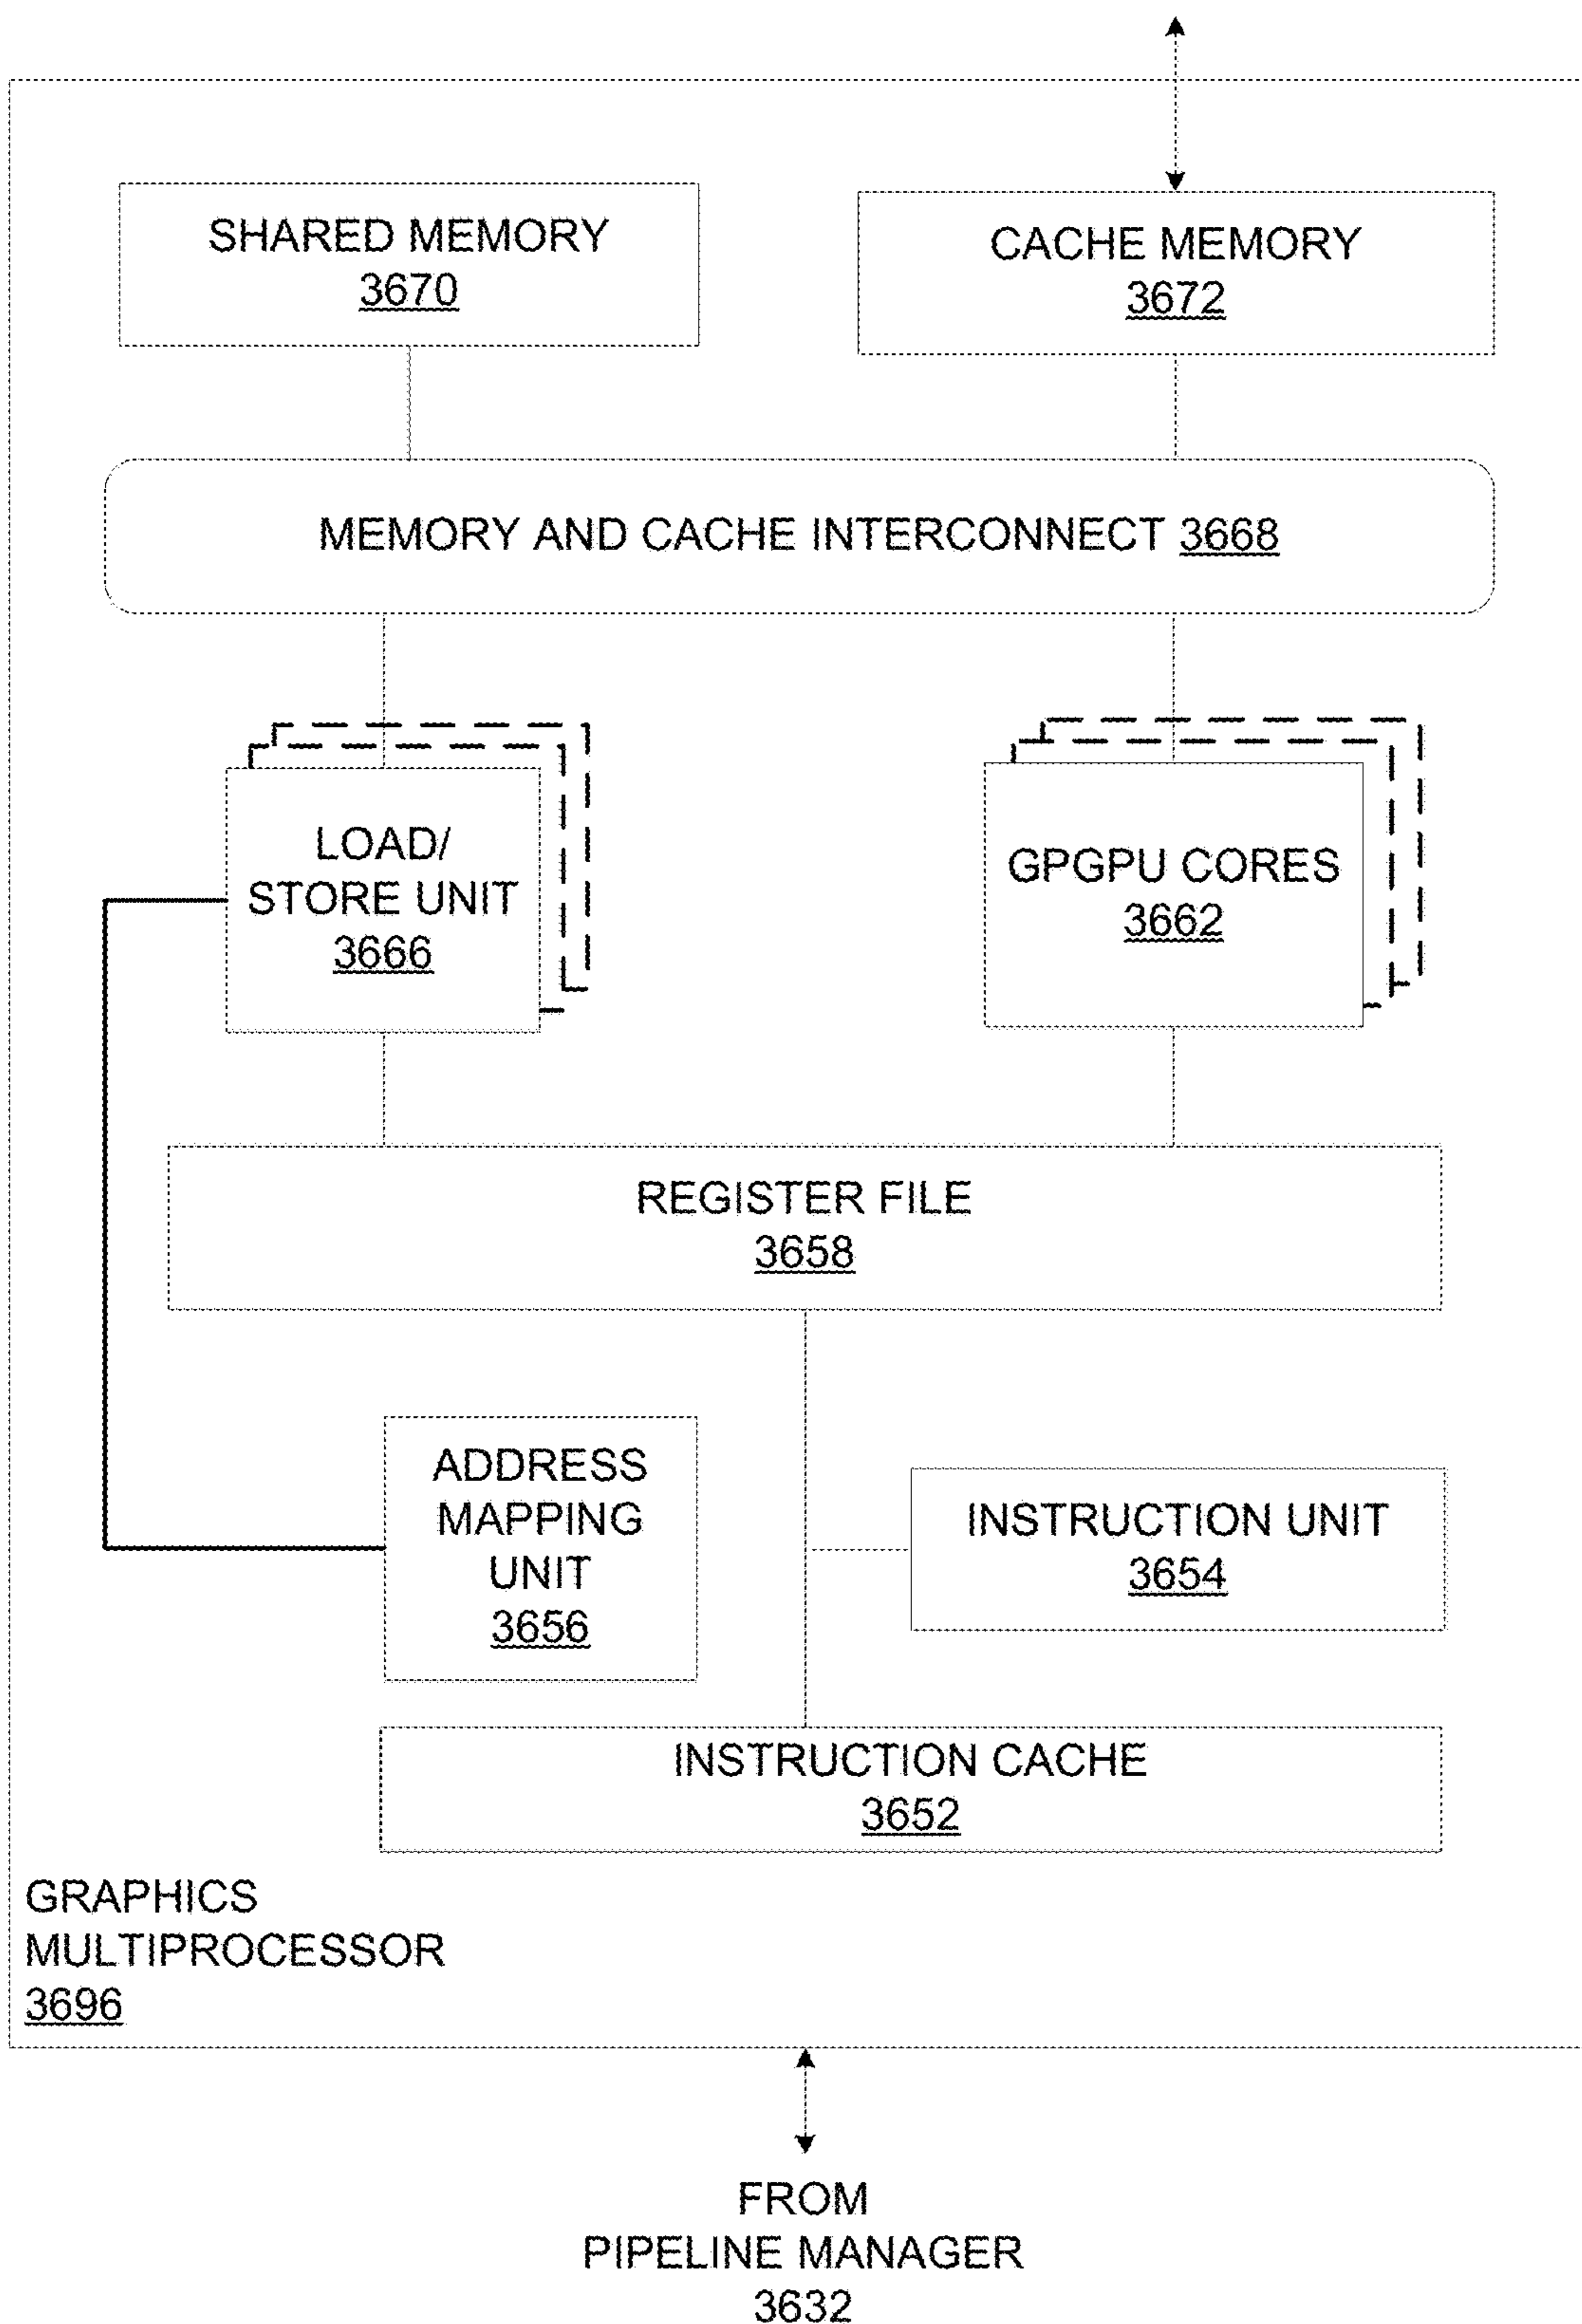 SHARED MEMORY
3670
CACHE MEMORY
3672
MEMORY AND CACHE INTERCONNECT 3668
LOAD/
STORE UNIT
3666
GPGPU CORES
3662
REGISTER FILE
3658
ADDRESS
MAPPING
UNIT
3656
INSTRUCTION UNIT
3654
INSTRUCTION CACHE
3652
GRAPHICS
MULTIPROCESSOR
3696
FROM
PIPELINE MANAGER
3632